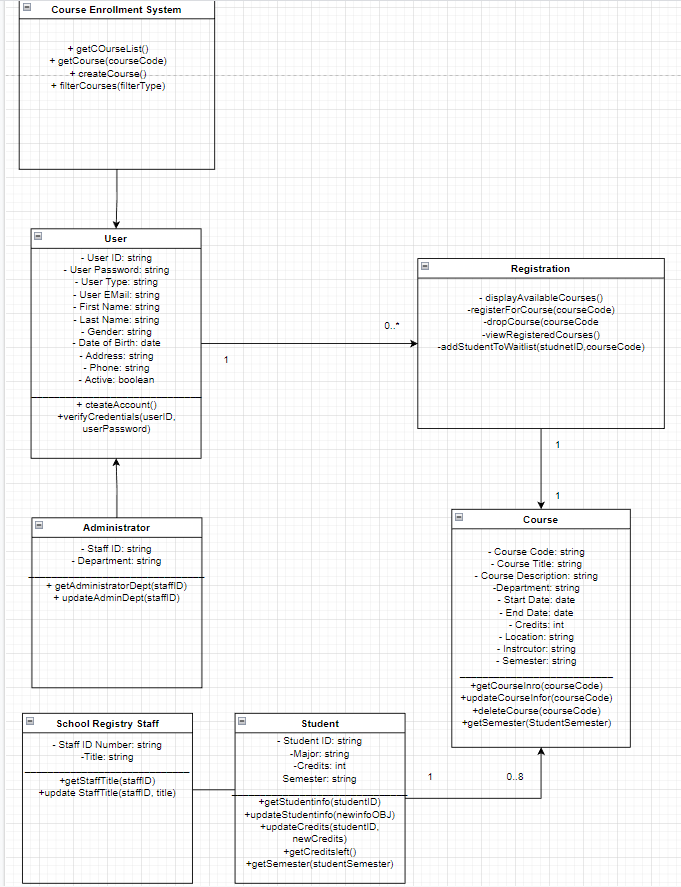 Course Enrollment System
+ getCOurseList()
+ getCourse(courseCode)
+ createCourse()
+ filterCourses(filterType)
User
- User ID: string
- User Password: string
- User Type: string
- User EMail: string
- First Name: string
- Last Name: string
- Gender: string
- Date of Birth: date
- Address: string
- Phone: string
- Active: boolean
+ cteateAccount()
+verifyCredentials(userID,
userPassword)
0..*
1
Registration
- displayAvailableCourses()
-registerForCourse(courseCode)
-dropCourse(courseCode
-viewRegisteredCourses()
-addStudentToWaitlist(studnetID,courseCode)
1
1
Administrator
- Staff ID: string
- Department: string
+ getAdministratorDept(staffID)
+ updateAdminDept(staffID)
Course
- Course Code: string
- Course Title: string
- Course Description: string
-Department: string
- Start Date: date
- End Date: date
- Credits: int
- Location: string
- Instrcutor: string
- Semester: string
+getCourseInro(courseCode)
+updateCourseInfor(courseCode)
+deleteCourse(courseCode)
+getSemester(StudentSemester)
School Registry Staff
- Staff ID Number: string
-Title: string
+getStaffTitle(staffID)
+update StaffTitle(staffID, title)
Student
- Student ID: string
-Major: string
-Credits: int
Semester: string
+getStudentinfo(studentID)
+updateStudentinfo(newinfoOBJ)
+updateCredits(studentID,
newCredits)
+getCreditsleft()
+getSemester(studentSemester)
1
0..8